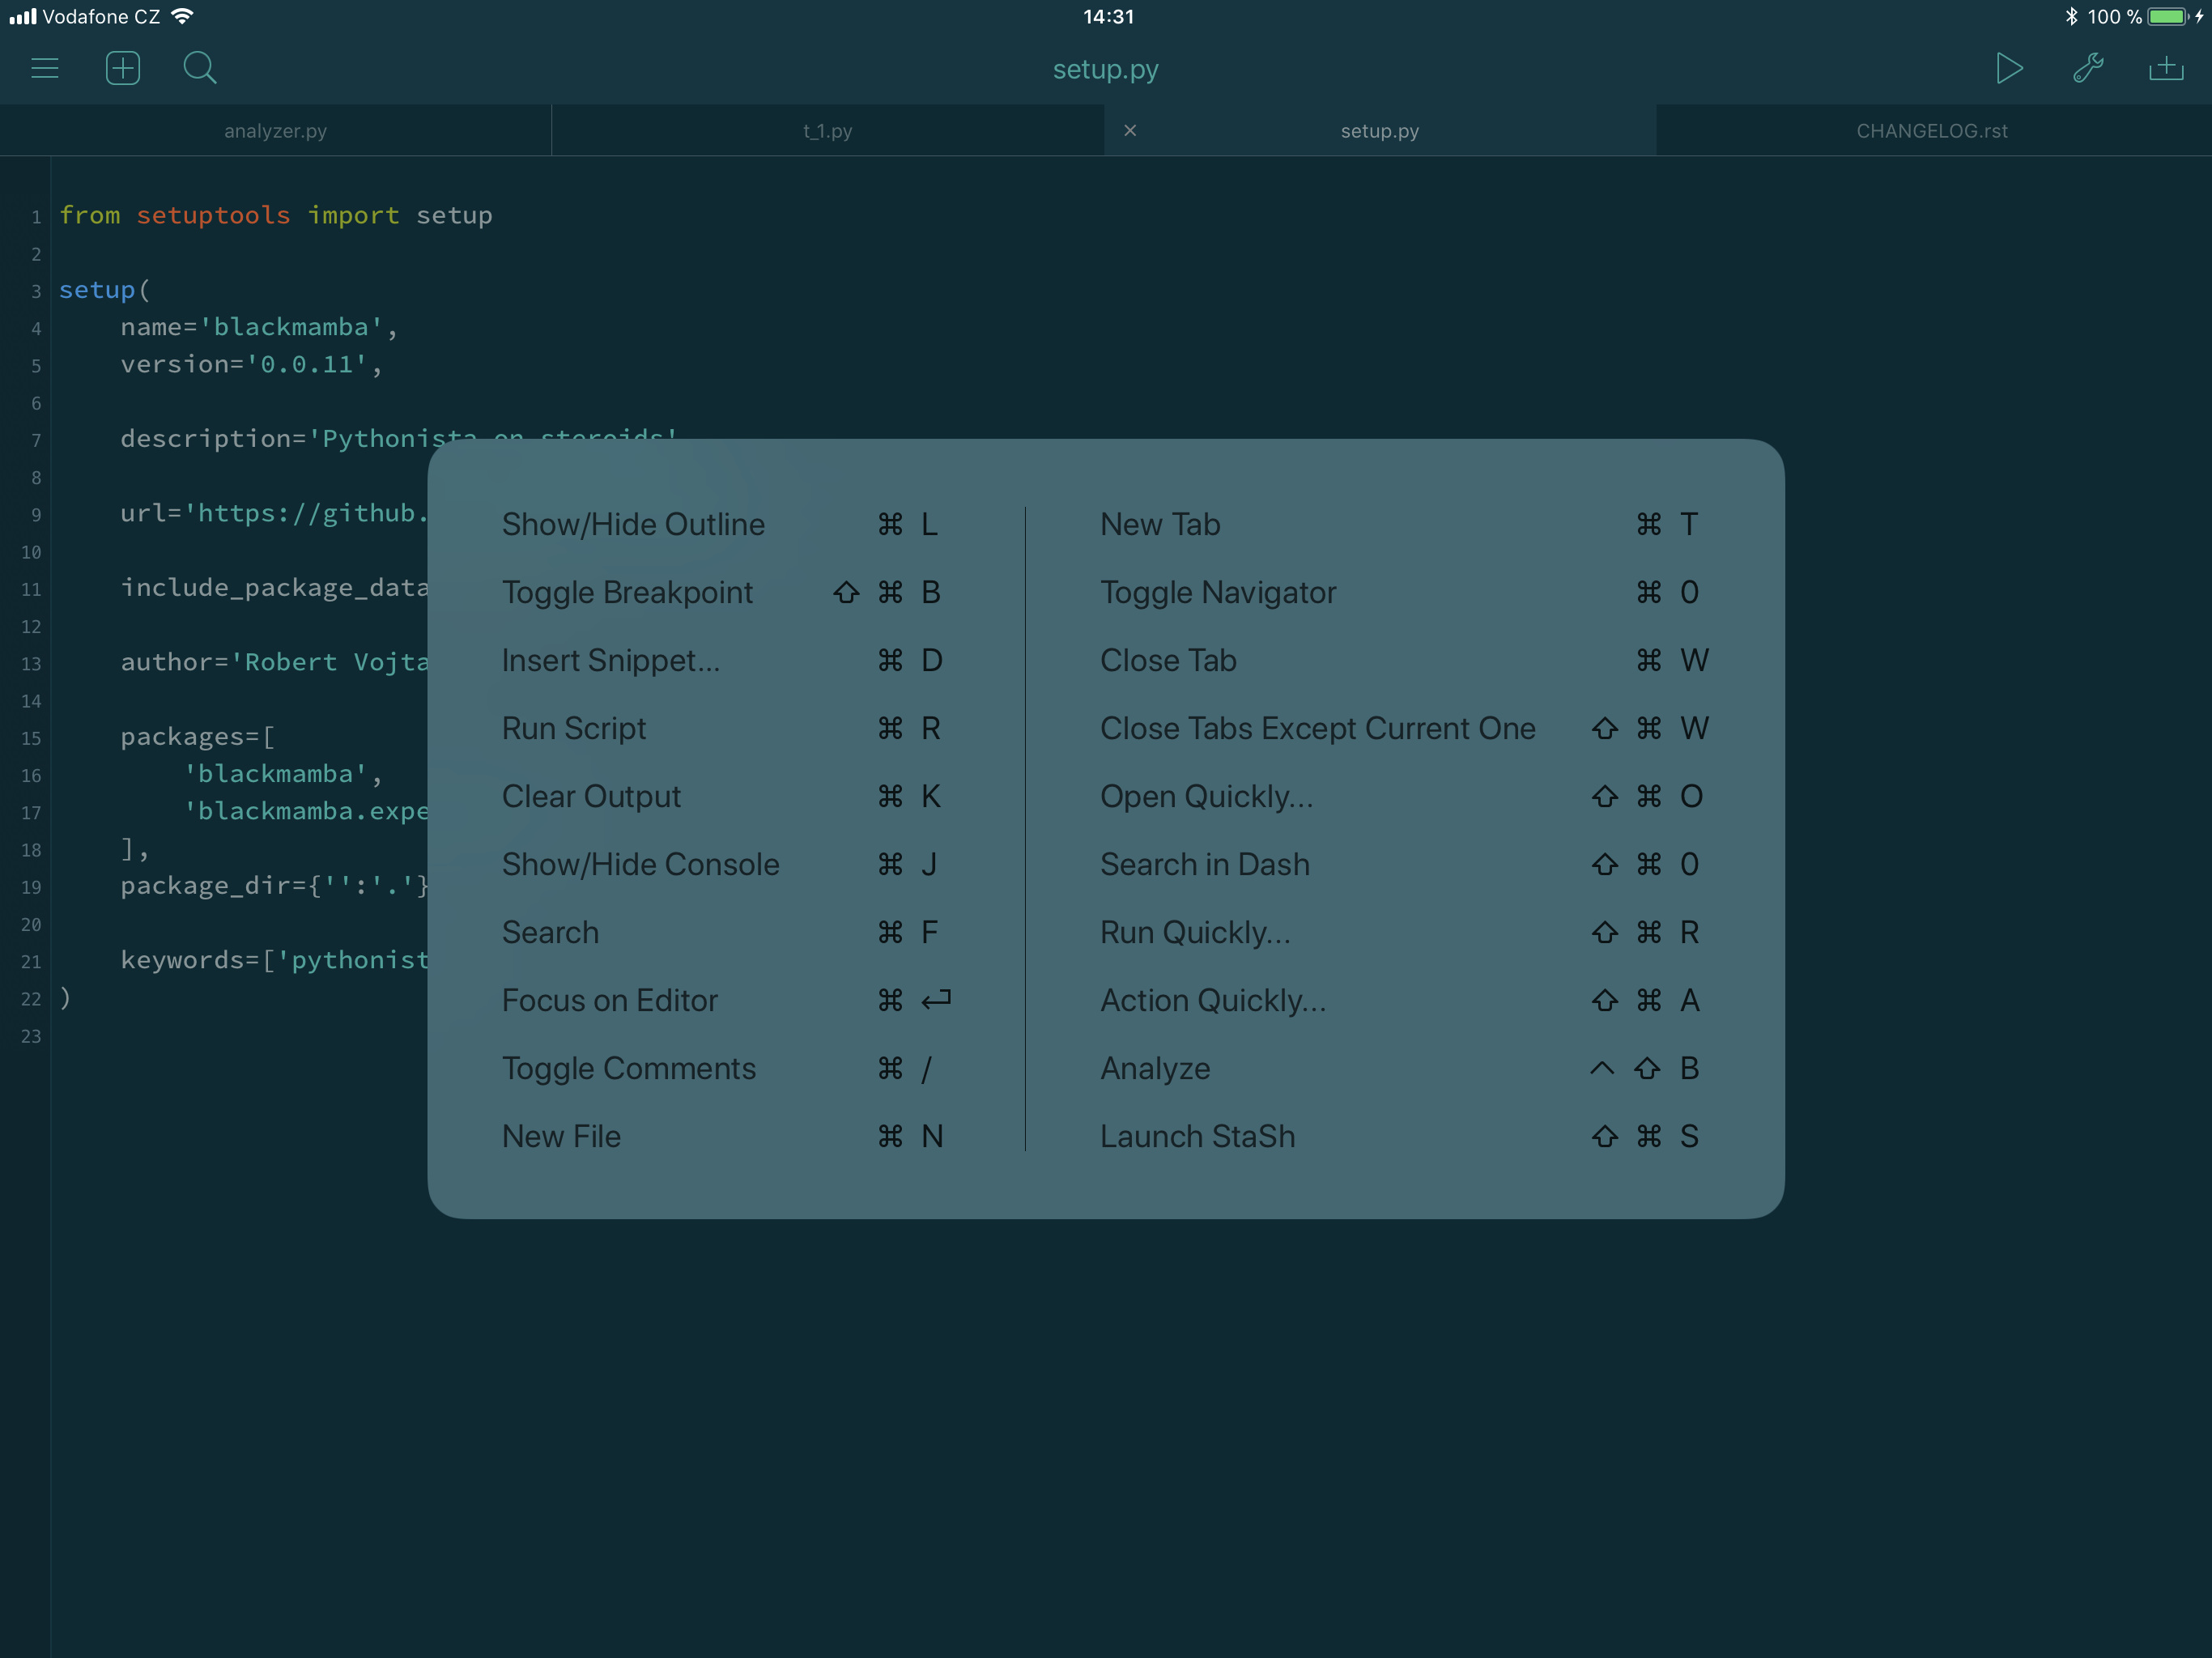 Vodafone CZ 14:31 100 %
setup.py
analyzer.py t_1.py × setup.py CHANGELOG.rst
1 from setuptools import setup
2
3 setup(
4 name='blackmamba',
5 version='0.0.11',
6
7 description='Pythonista on steroids'
8
9 url='https://github.
10
11 include_package_data
12
13 author='Robert Vojta
14
15 packages=[
16 'blackmamba',
17 'blackmamba.expe
18 ],
19 package_dir={'':'.'}
20
21 keywords=['pythonist
22 )
23
Show/Hide Outline ⌘ L
Toggle Breakpoint ⇧ ⌘ B
Insert Snippet... ⌘ D
Run Script ⌘ R
Clear Output ⌘ K
Show/Hide Console ⌘ J
Search ⌘ F
Focus on Editor ⌘ ↩
Toggle Comments ⌘ /
New File ⌘ N
New Tab ⌘ T
Toggle Navigator ⌘ 0
Close Tab ⌘ W
Close Tabs Except Current One ⇧ ⌘ W
Open Quickly... ⇧ ⌘ O
Search in Dash ⇧ ⌘ 0
Run Quickly... ⇧ ⌘ R
Action Quickly... ⇧ ⌘ A
Analyze ⌃ ⇧ B
Launch StaSh ⇧ ⌘ S